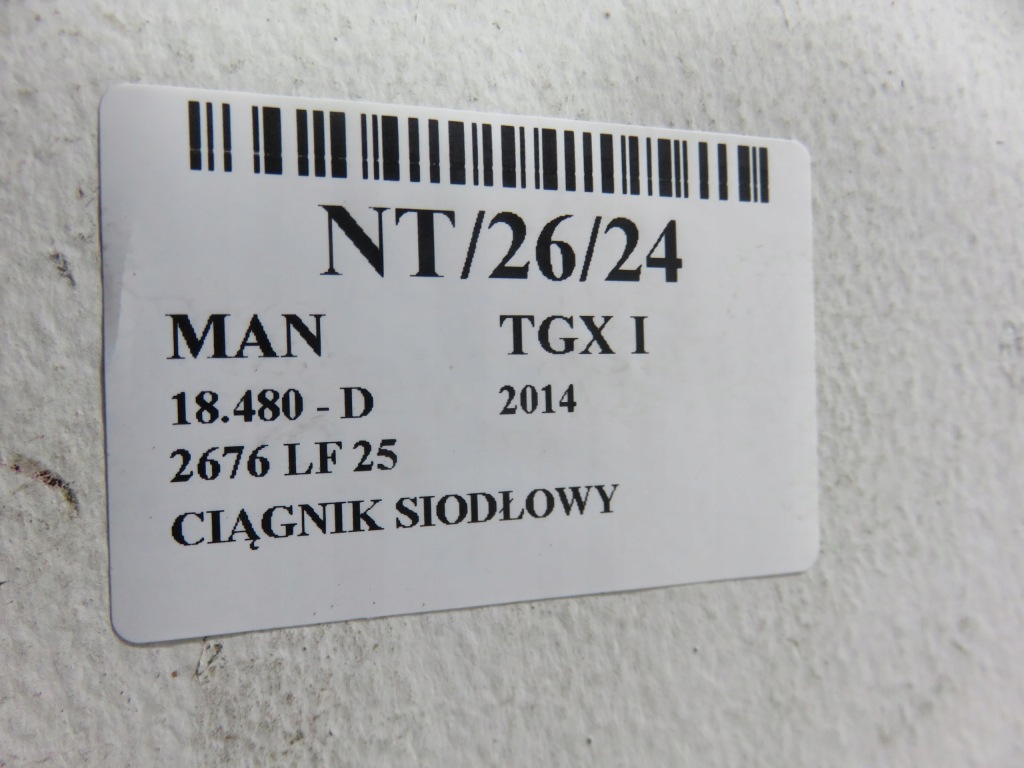 NT/26/24
MAN TGX I
18.480 - D 2014
2676 LF 25
CIĄGNIK SIODŁOWY